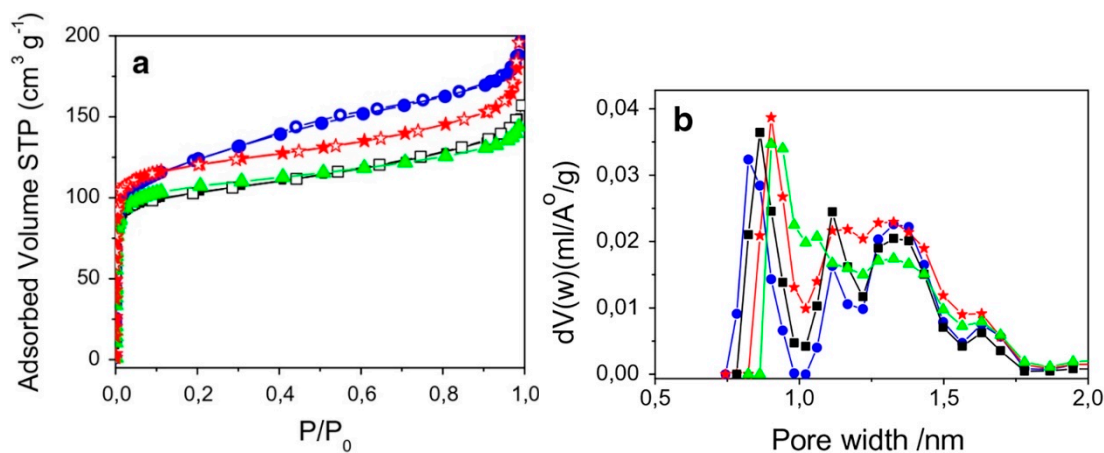 a
200
150
100
50
0
Adsorbed Volume STP (cm³ g⁻¹)
0,0 0,2 0,4 0,6 0,8 1,0
P/P₀
b
0,04
0,03
0,02
0,01
0,00
dV(w)(ml/A°/g)
0,5 1,0 1,5 2,0
Pore width /nm